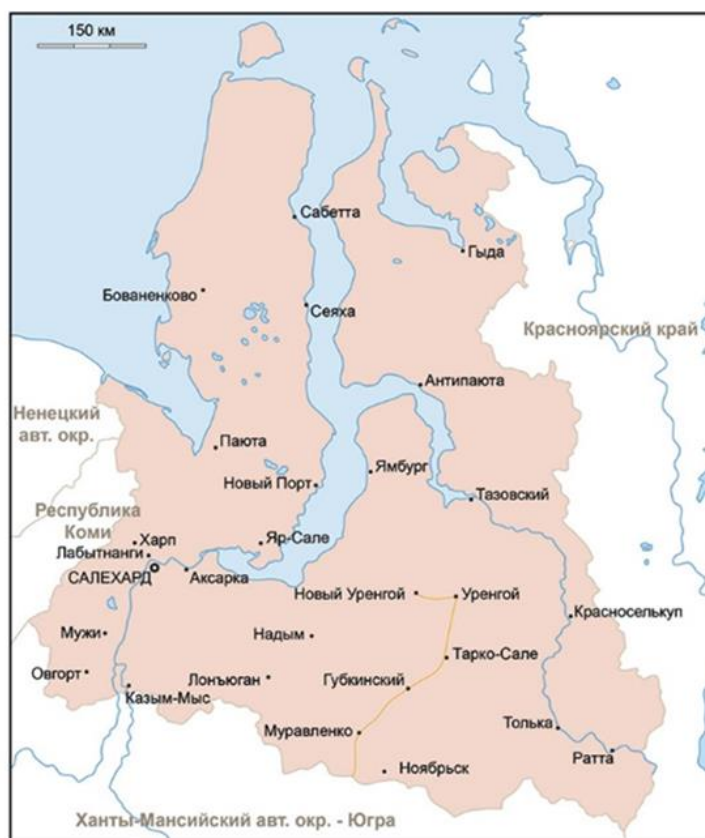 150 км
Сабетта
Гыда
Бованенково
Сеяха
Красноярский край
Антипаюта
Ненецкий
авт. окр.
Паюта
Ямбург
Новый Порт
Тазовский
Республика
Коми
Харп
Яр-Сале
Лабытнанги
САЛЕХАРД
Аксарка
Новый Уренгой
Уренгой
Красноселькуп
Мужи
Надым
Тарко-Сале
Овгорт
Лонъюган
Губкинский
Казым-Мыс
Толька
Муравленко
Ратта
Ноябрьск
Ханты-Мансийский авт. окр. - Югра